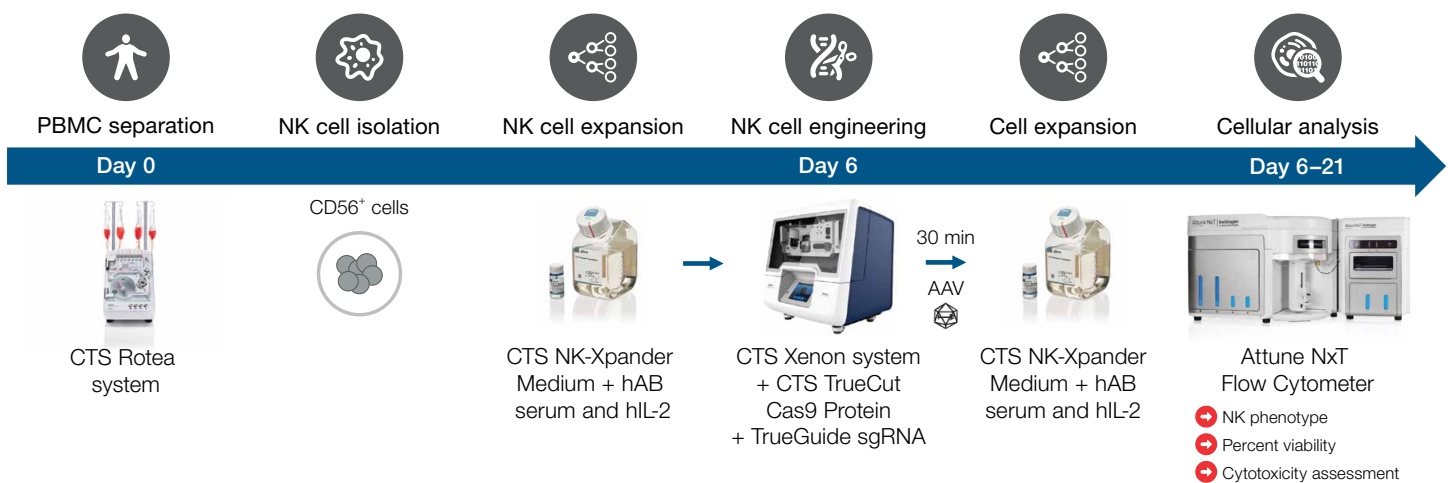 PBMC separation
NK cell isolation
NK cell expansion
NK cell engineering
Cell expansion
Cellular analysis
Day 0
Day 6
Day 6–21
CTS Rotea
system
CD56⁺ cells
CTS NK-Xpander
Medium + hAB
serum and hIL-2
CTS Xenon system
+ CTS TrueCut
Cas9 Protein
+ TrueGuide sgRNA
30 min
AAV
CTS NK-Xpander
Medium + hAB
serum and hIL-2
Attune NxT
Attune NxT
Flow Cytometer
NK phenotype
Percent viability
Cytotoxicity assessment